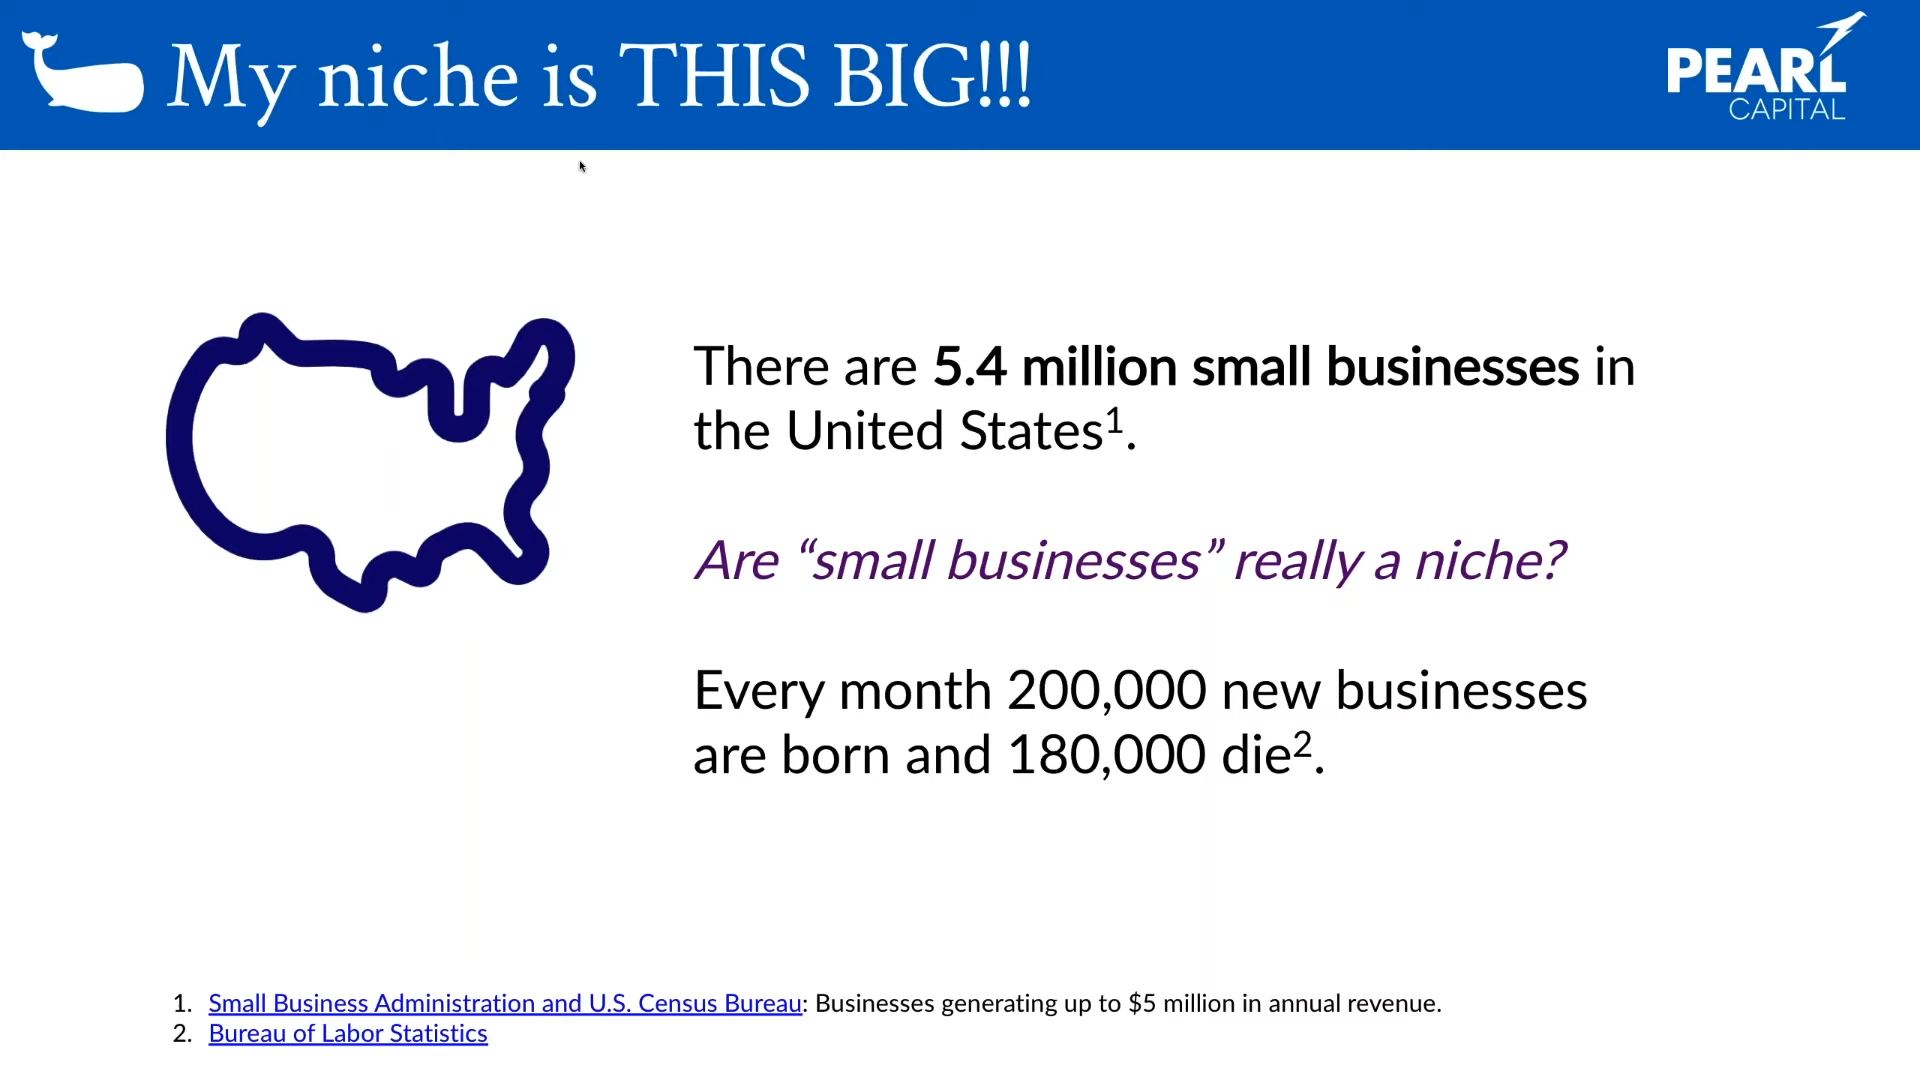 My niche is THIS BIG!!!
PEARL
CAPITAL
There are 5.4 million small businesses in
the United States¹.
Are “small businesses” really a niche?
Every month 200,000 new businesses
are born and 180,000 die².
1. Small Business Administration and U.S. Census Bureau: Businesses generating up to $5 million in annual revenue.
2. Bureau of Labor Statistics